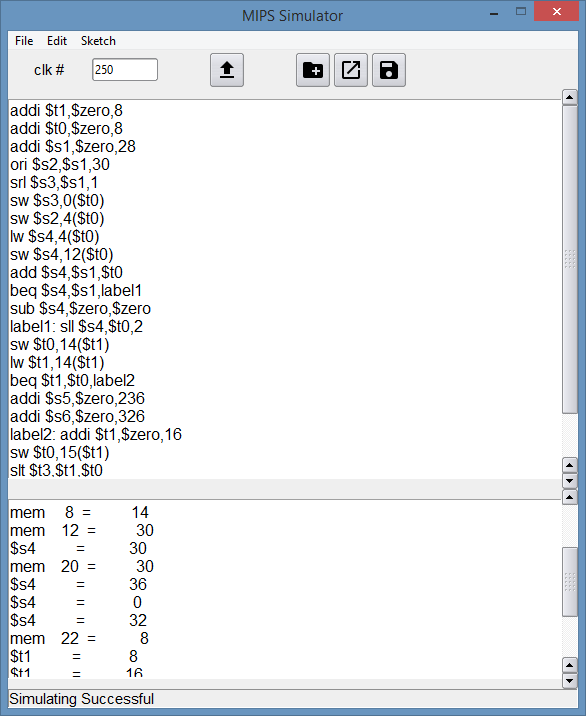 MIPS Simulator
File Edit Sketch
clk # 250
addi $t1,$zero,8
addi $t0,$zero,8
addi $s1,$zero,28
ori $s2,$s1,30
srl $s3,$s1,1
sw $s3,0($t0)
sw $s2,4($t0)
lw $s4,4($t0)
sw $s4,12($t0)
add $s4,$s1,$t0
beq $s4,$s1,label1
sub $s4,$zero,$zero
label1: sll $s4,$t0,2
sw $t0,14($t1)
lw $t1,14($t1)
beq $t1,$t0,label2
addi $s5,$zero,236
addi $s6,$zero,326
label2: addi $t1,$zero,16
sw $t0,15($t1)
slt $t3,$t1,$t0
mem 8 = 14
mem 12 = 30
$s4 = 30
mem 20 = 30
$s4 = 36
$s4 = 0
$s4 = 32
mem 22 = 8
$t1 = 8
$t1 = 16
Simulating Successful